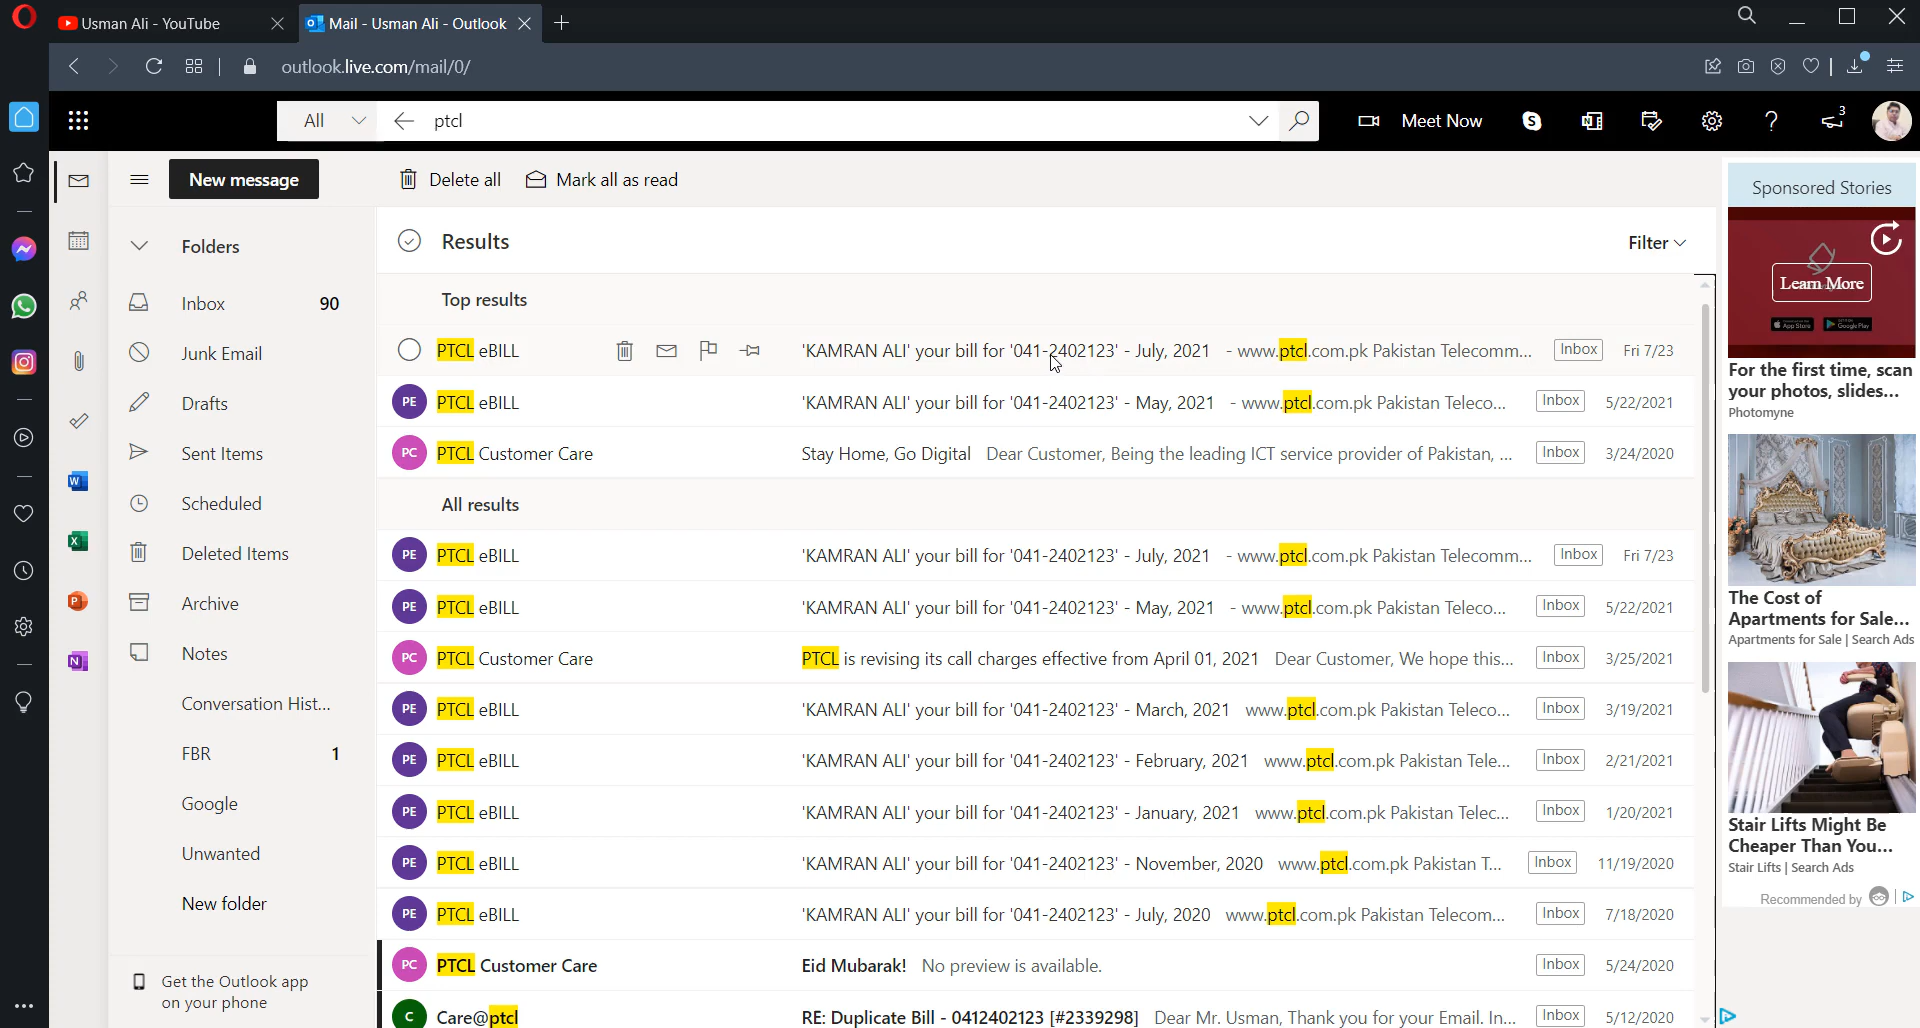 Usman Ali - YouTube
Mail - Usman Ali - Outlook
outlook.live.com/mail/0/
All
ptcl
Meet Now
3
New message
Delete all
Mark all as read
Folders
Inbox 90
Junk Email
Drafts
Sent Items
Scheduled
Deleted Items
Archive
Notes
Conversation Hist...
FBR 1
Google
Unwanted
New folder
Get the Outlook app
on your phone
Results
Filter
Top results
PTCL eBILL 'KAMRAN ALI' your bill for '041-2402123' - July, 2021 - www.ptcl.com.pk Pakistan Telecomm... Inbox Fri 7/23
PE PTCL eBILL 'KAMRAN ALI' your bill for '041-2402123' - May, 2021 - www.ptcl.com.pk Pakistan Teleco... Inbox 5/22/2021
PC PTCL Customer Care Stay Home, Go Digital Dear Customer, Being the leading ICT service provider of Pakistan, ... Inbox 3/24/2020
All results
PE PTCL eBILL 'KAMRAN ALI' your bill for '041-2402123' - July, 2021 - www.ptcl.com.pk Pakistan Telecomm... Inbox Fri 7/23
PE PTCL eBILL 'KAMRAN ALI' your bill for '041-2402123' - May, 2021 - www.ptcl.com.pk Pakistan Teleco... Inbox 5/22/2021
PC PTCL Customer Care PTCL is revising its call charges effective from April 01, 2021 Dear Customer, We hope this... Inbox 3/25/2021
PE PTCL eBILL 'KAMRAN ALI' your bill for '041-2402123' - March, 2021 www.ptcl.com.pk Pakistan Teleco... Inbox 3/19/2021
PE PTCL eBILL 'KAMRAN ALI' your bill for '041-2402123' - February, 2021 www.ptcl.com.pk Pakistan Tele... Inbox 2/21/2021
PE PTCL eBILL 'KAMRAN ALI' your bill for '041-2402123' - January, 2021 www.ptcl.com.pk Pakistan Telec... Inbox 1/20/2021
PE PTCL eBILL 'KAMRAN ALI' your bill for '041-2402123' - November, 2020 www.ptcl.com.pk Pakistan T... Inbox 11/19/2020
PE PTCL eBILL 'KAMRAN ALI' your bill for '041-2402123' - July, 2020 www.ptcl.com.pk Pakistan Telecom... Inbox 7/18/2020
PC PTCL Customer Care Eid Mubarak! No preview is available. Inbox 5/24/2020
C Care@ptcl RE: Duplicate Bill - 0412402123 [#2339298] Dear Mr. Usman, Thank you for your Email. In... Inbox 5/12/2020
Sponsored Stories
Learn More
App Store Google Play
For the first time, scan
your photos, slides...
Photomyne
The Cost of
Apartments for Sale...
Apartments for Sale | Search Ads
Stair Lifts Might Be
Cheaper Than You...
Stair Lifts | Search Ads
Recommended by